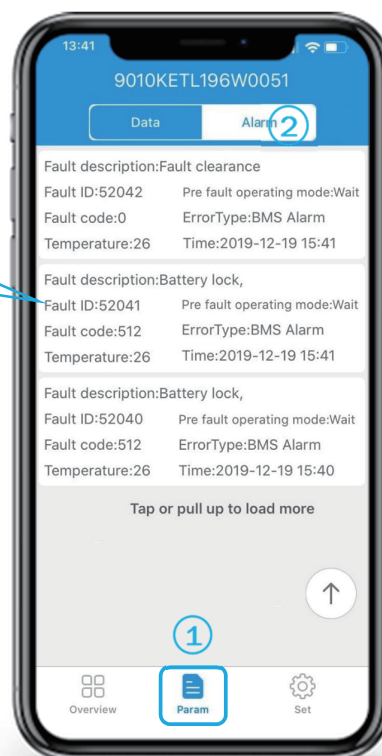 13:41
9010KETL196W0051
Data Alarm 2
Fault description:Fault clearance
Fault ID:52042 Pre fault operating mode:Wait
Fault code:0 ErrorType:BMS Alarm
Temperature:26 Time:2019-12-19 15:41
Fault description:Battery lock,
Fault ID:52041 Pre fault operating mode:Wait
Fault code:512 ErrorType:BMS Alarm
Temperature:26 Time:2019-12-19 15:41
Fault description:Battery lock,
Fault ID:52040 Pre fault operating mode:Wait
Fault code:512 ErrorType:BMS Alarm
Temperature:26 Time:2019-12-19 15:40
Tap or pull up to load more
1
Overview Param Set